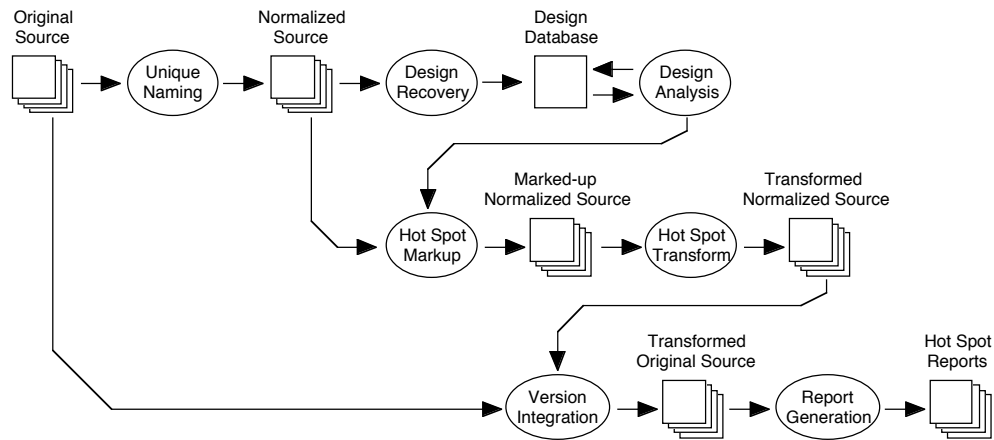 Original
Source
Normalized
Source
Design
Database
Unique
Naming
Design
Recovery
Design
Analysis
Marked-up
Normalized Source
Transformed
Normalized Source
Hot Spot
Markup
Hot Spot
Transform
Transformed
Original Source
Hot Spot
Reports
Version
Integration
Report
Generation